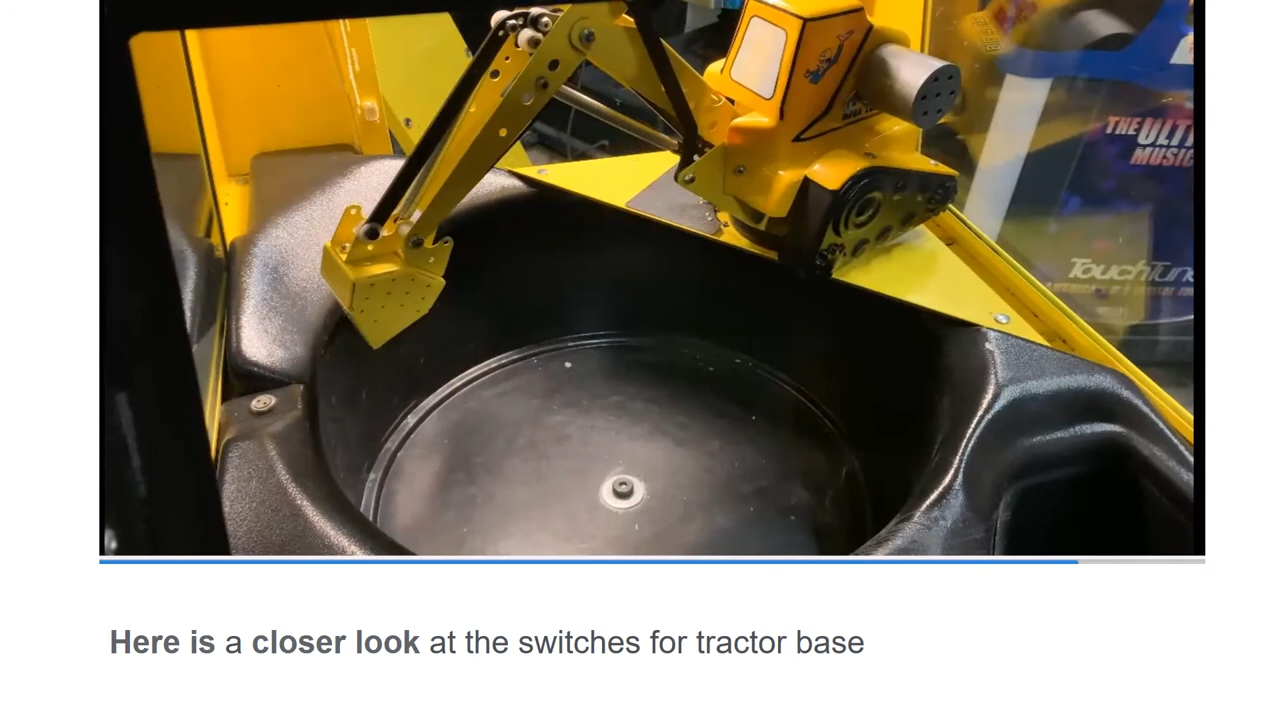 THE ULTI
MUSIC
TouchTun
Here is a closer look at the switches for tractor base